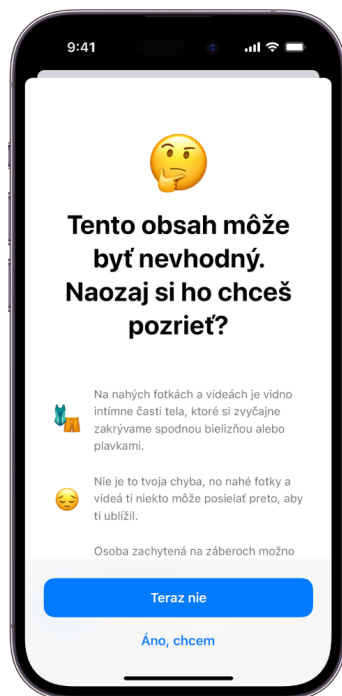 9:41
Tento obsah môže
byť nevhodný.
Naozaj si ho chceš
pozrieť?
Na nahých fotkách a videách je vidno
intímne časti tela, ktoré si zvyčajne
zakrývame spodnou bielizňou alebo
plavkami.
Nie je to tvoja chyba, no nahé fotky a
videá ti niekto môže posielať preto, aby
ti ublížil.
Osoba zachytená na záberoch možno
Teraz nie
Áno, chcem